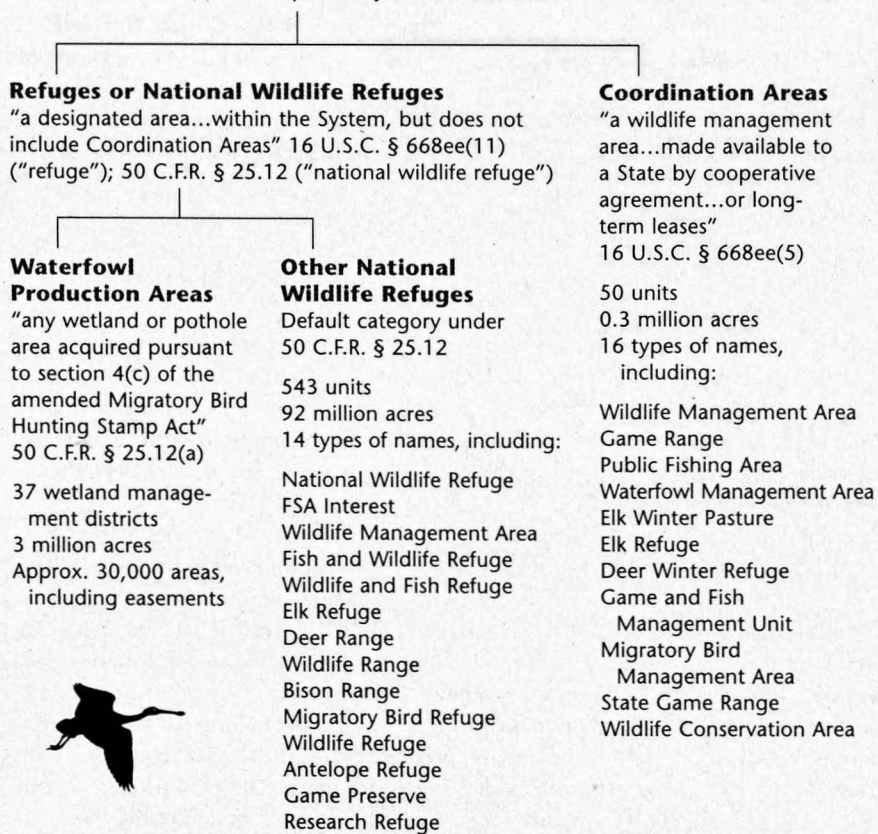 Refuges or National Wildlife Refuges
"a designated area...within the System, but does not
include Coordination Areas" 16 U.S.C. § 668ee(11)
("refuge"); 50 C.F.R. § 25.12 ("national wildlife refuge")
Waterfowl
Production Areas
"any wetland or pothole
area acquired pursuant
to section 4(c) of the
amended Migratory Bird
Hunting Stamp Act"
50 C.F.R. § 25.12(a)
37 wetland manage-
ment districts
3 million acres
Approx. 30,000 areas,
including easements
Other National
Wildlife Refuges
Default category under
50 C.F.R. § 25.12
543 units
92 million acres
14 types of names, including:
National Wildlife Refuge
FSA Interest
Wildlife Management Area
Fish and Wildlife Refuge
Wildlife and Fish Refuge
Elk Refuge
Deer Range
Wildlife Range
Bison Range
Migratory Bird Refuge
Wildlife Refuge
Antelope Refuge
Game Preserve
Research Refuge
Coordination Areas
"a wildlife management
area...made available to
a State by cooperative
agreement...or long-
term leases"
16 U.S.C. § 668ee(5)
50 units
0.3 million acres
16 types of names,
including:
Wildlife Management Area
Game Range
Public Fishing Area
Waterfowl Management Area
Elk Winter Pasture
Elk Refuge
Deer Winter Refuge
Game and Fish
Management Unit
Migratory Bird
Management Area
State Game Range
Wildlife Conservation Area